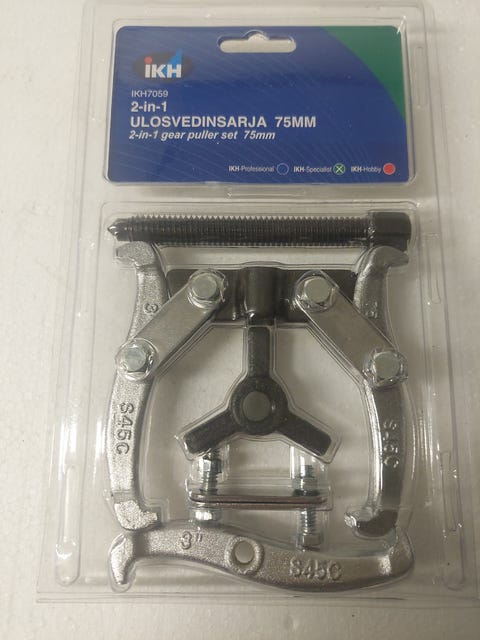 IKH
IKH7059
2-in-1
ULOSVEDINSARJA 75MM
2-in-1 gear puller set 75mm
IKH-Professional IKH-Specialist IKH-Hobby
3"
S45C
S45C
3" S45C